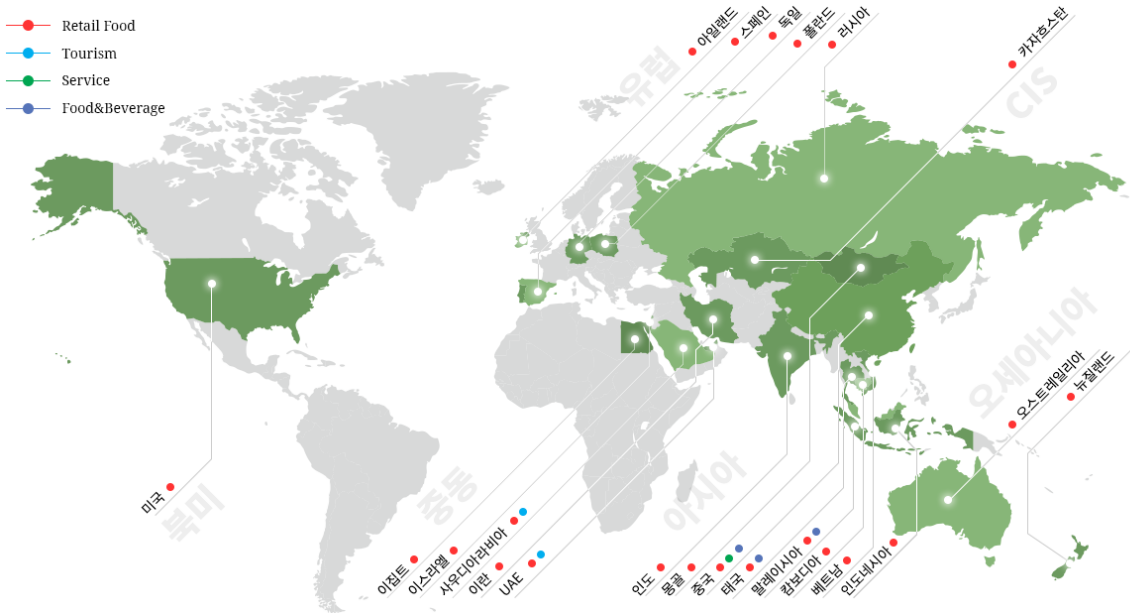 Retail Food
Tourism
Service
Food&Beverage
유럽
아일랜드
스페인
독일
폴란드
러시아
CIS
카자흐스탄
북미
미국
중동
이집트
이스라엘
사우디아라비아
이란
UAE
아시아
인도
몽골
중국
태국
말레이시아
캄보디아
베트남
인도네시아
오세아니아
오스트레일리아
뉴질랜드